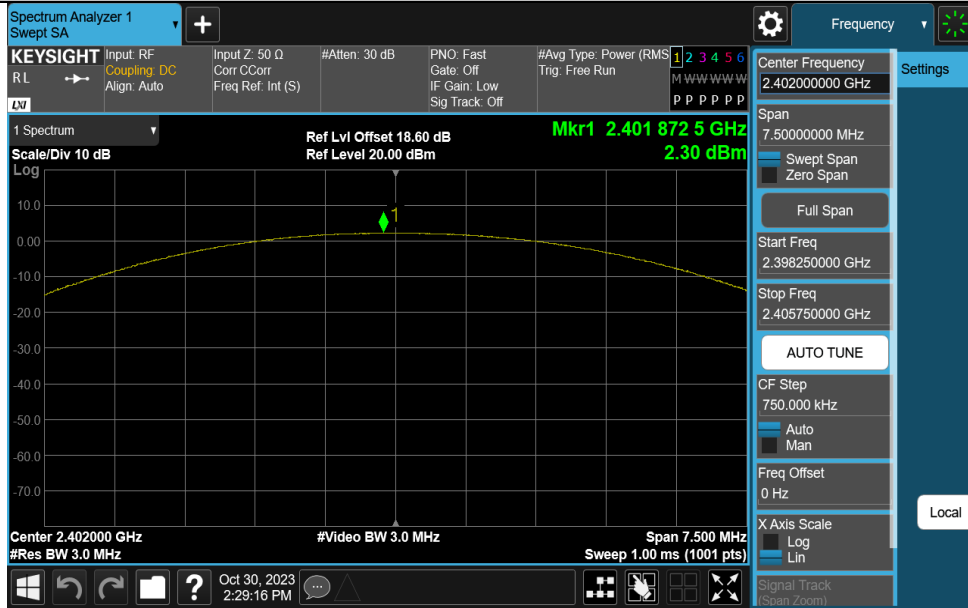 Spectrum Analyzer 1
Swept SA
+
Frequency
KEYSIGHT
RL
LXI
Input: RF
Coupling: DC
Align: Auto
Input Z: 50 Ω
Corr CCorr
Freq Ref: Int (S)
#Atten: 30 dB
PNO: Fast
Gate: Off
IF Gain: Low
Sig Track: Off
#Avg Type: Power (RMS
Trig: Free Run
1 2 3 4 5 6
M W W W W W
P P P P P P
1 Spectrum
Scale/Div 10 dB
Log
Ref Lvl Offset 18.60 dB
Ref Level 20.00 dBm
Mkr1 2.401 872 5 GHz
2.30 dBm
1
10.0
0.00
-10.0
-20.0
-30.0
-40.0
-50.0
-60.0
-70.0
Center 2.402000 GHz
#Res BW 3.0 MHz
#Video BW 3.0 MHz
Span 7.500 MHz
Sweep 1.00 ms (1001 pts)
Center Frequency
2.402000000 GHz
Span
7.50000000 MHz
Swept Span
Zero Span
Full Span
Start Freq
2.398250000 GHz
Stop Freq
2.405750000 GHz
AUTO TUNE
CF Step
750.000 kHz
Auto
Man
Freq Offset
0 Hz
X Axis Scale
Log
Lin
Signal Track
(Span Zoom)
Settings
Local
?
Oct 30, 2023
2:29:16 PM